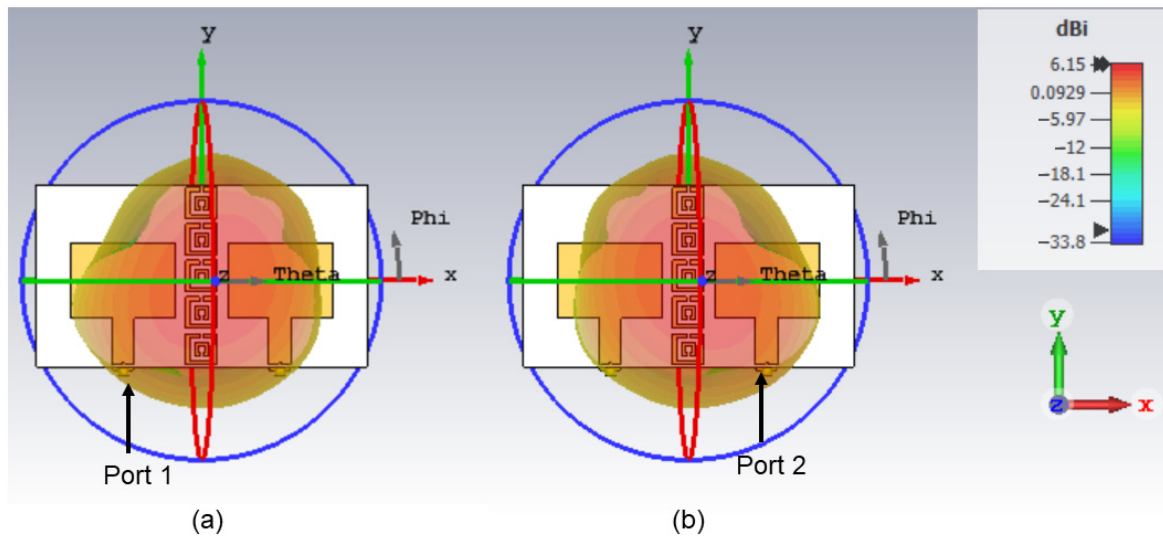 y
Phi
z
Theta
x
Port 1
(a)
y
Phi
z
Theta
x
Port 2
(b)
dBi
6.15
0.0929
-5.97
-12
-18.1
-24.1
-33.8
y
z
x